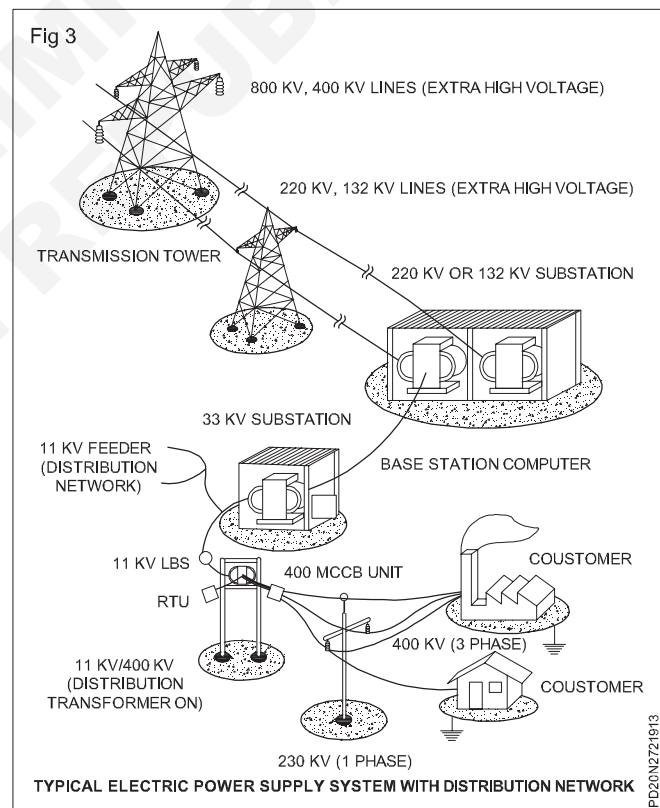 Fig 3
800 KV, 400 KV LINES (EXTRA HIGH VOLTAGE)
220 KV, 132 KV LINES (EXTRA HIGH VOLTAGE)
TRANSMISSION TOWER
220 KV OR 132 KV SUBSTATION
33 KV SUBSTATION
11 KV FEEDER
(DISTRIBUTION
NETWORK)
BASE STATION COMPUTER
11 KV LBS
400 MCCB UNIT
COUSTOMER
RTU
400 KV (3 PHASE)
11 KV/400 KV
(DISTRIBUTION
TRANSFORMER ON)
COUSTOMER
230 KV (1 PHASE)
TYPICAL ELECTRIC POWER SUPPLY SYSTEM WITH DISTRIBUTION NETWORK
PD20N2721913